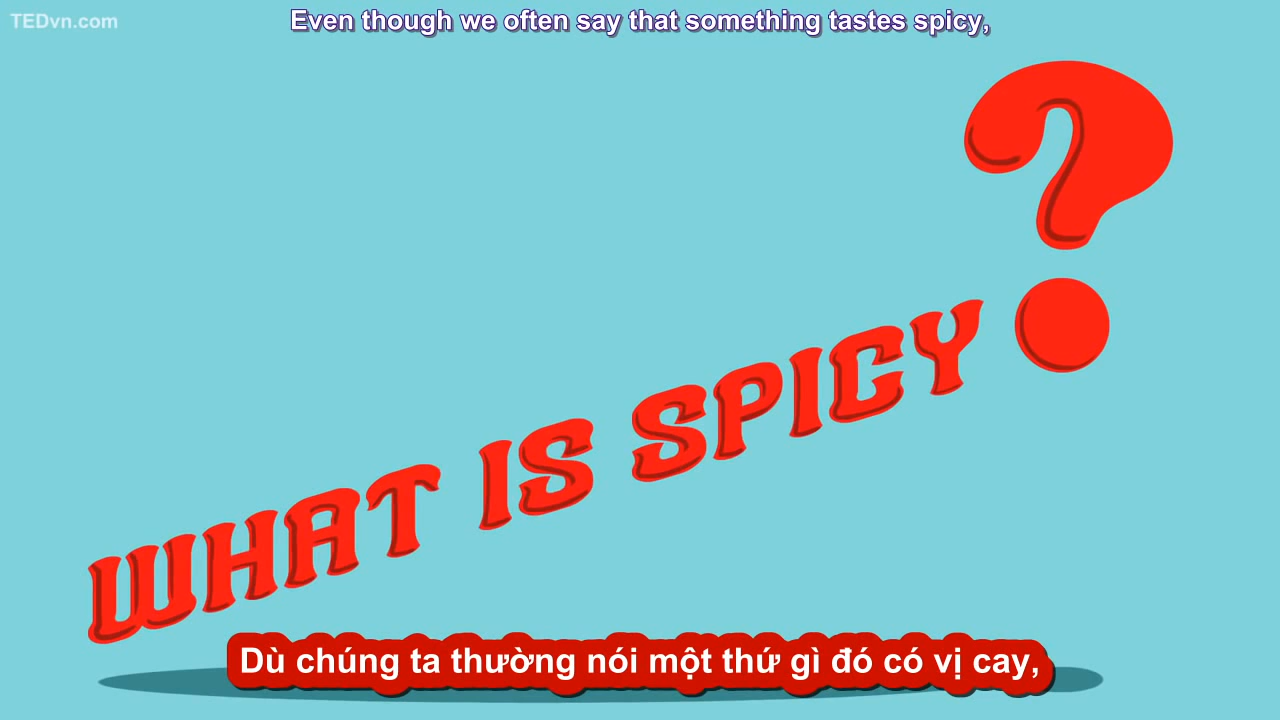 TEDvn.com
Even though we often say that something tastes spicy,
WHAT IS SPICY?
Dù chúng ta thường nói một thứ gì đó có vị cay,